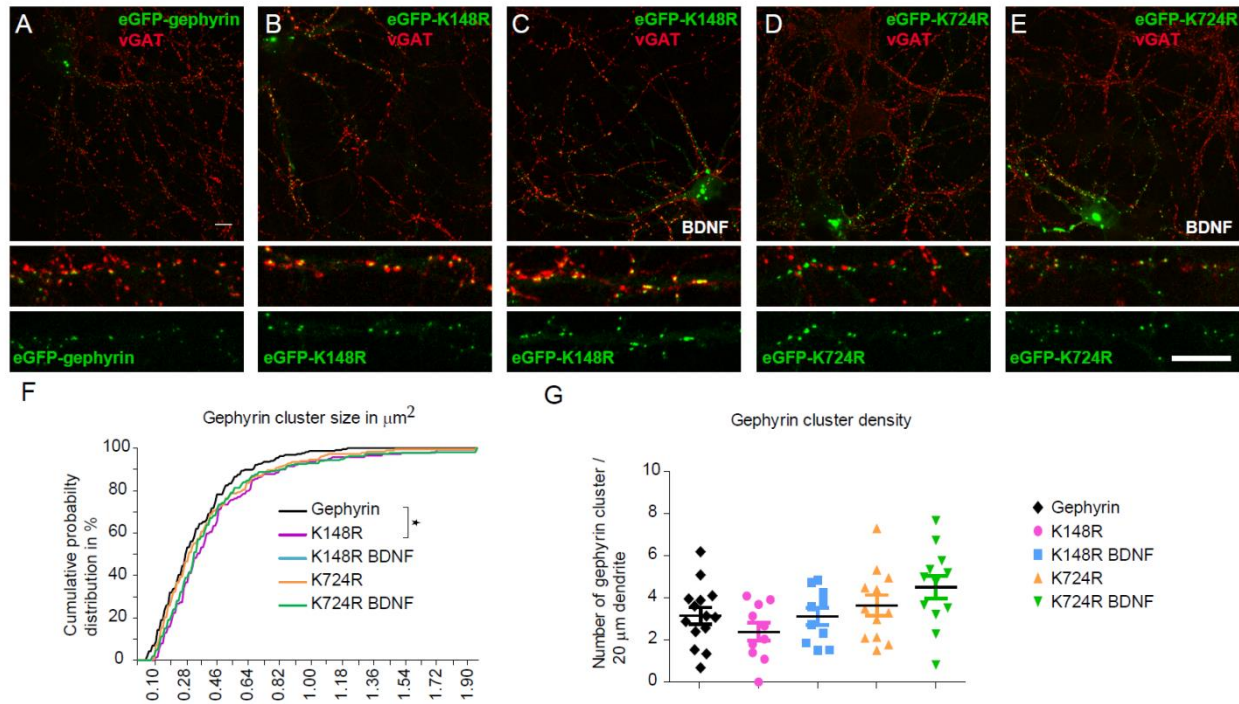 A
eGFP-gephyrin
vGAT
B
eGFP-K148R
vGAT
C
eGFP-K148R
vGAT
BDNF
D
eGFP-K724R
vGAT
E
eGFP-K724R
vGAT
BDNF
eGFP-gephyrin
eGFP-K148R
eGFP-K148R
eGFP-K724R
eGFP-K724R
F
Gephyrin cluster size in μm²
Cumulative probabilty
distribution in %
100
80
60
40
20
0
0.10
0.28
0.46
0.64
0.82
1.00
1.18
1.36
1.54
1.72
1.90
Gephyrin
K148R
K148R BDNF
K724R
K724R BDNF
★
G
Gephyrin cluster density
Number of gephyrin cluster /
20 μm dendrite
10
8
6
4
2
0
Gephyrin
K148R
K148R BDNF
K724R
K724R BDNF